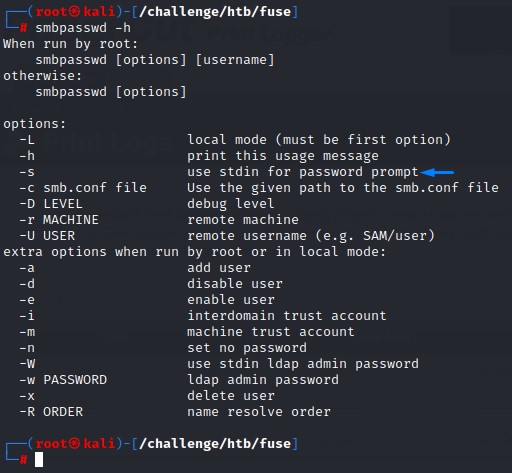 ┌──(root㉿kali)-[/challenge/htb/fuse]
└─# smbpasswd -h
When run by root:
    smbpasswd [options] [username]
otherwise:
    smbpasswd [options]

options:
  -L                   local mode (must be first option)
  -h                   print this usage message
  -s                   use stdin for password prompt
  -c smb.conf file     Use the given path to the smb.conf file
  -D LEVEL             debug level
  -r MACHINE           remote machine
  -U USER              remote username (e.g. SAM/user)
extra options when run by root or in local mode:
  -a                   add user
  -d                   disable user
  -e                   enable user
  -i                   interdomain trust account
  -m                   machine trust account
  -n                   set no password
  -W                   use stdin ldap admin password
  -w PASSWORD          ldap admin password
  -x                   delete user
  -R ORDER             name resolve order

┌──(root㉿kali)-[/challenge/htb/fuse]
└─#